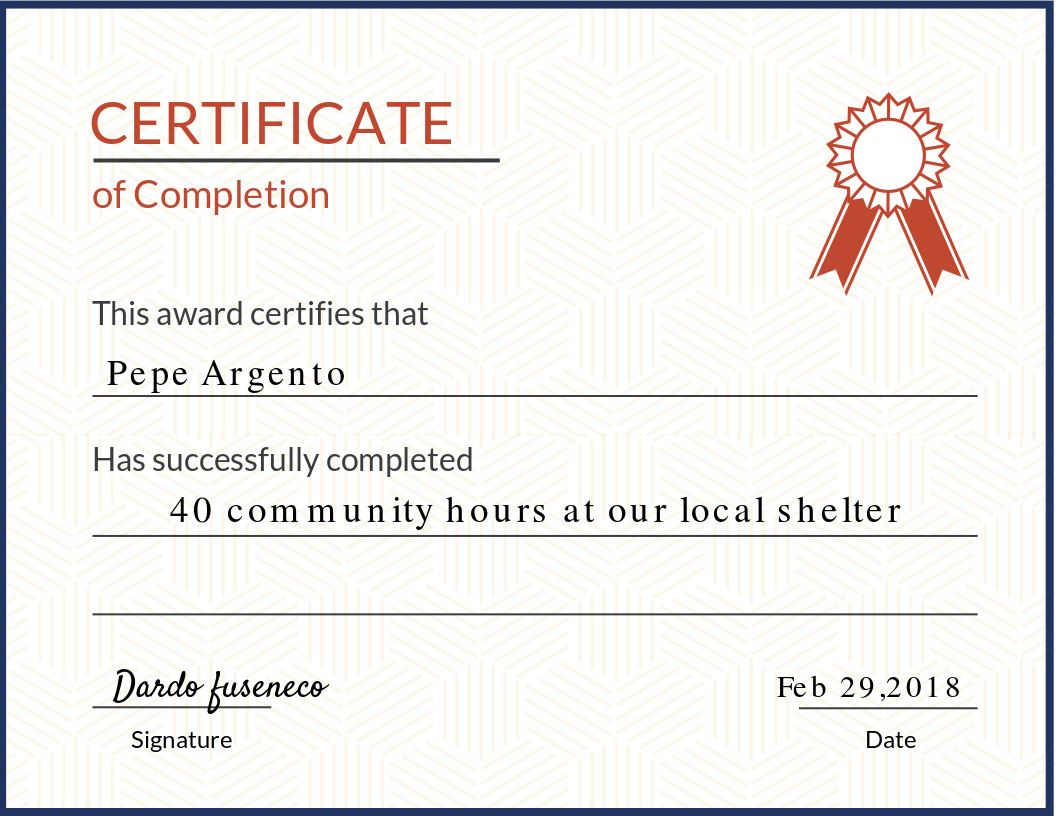 CERTIFICATE
of Completion
This award certifies that
Pepe Argento
Has successfully completed
40 community hours at our local shelter
Dardo fuseneco
Feb 29,2018
Signature
Date